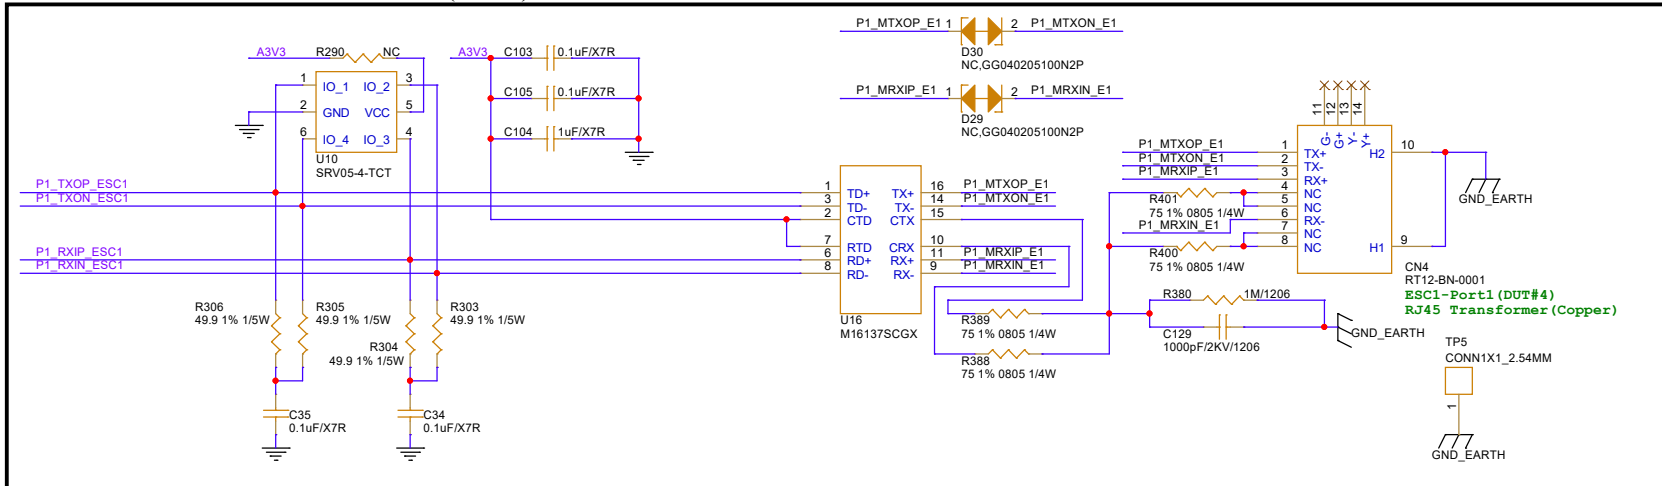 P1_MTXOP_E1 1 2 P1_MTXON_E1
D30
NC,GG040205100N2P
P1_MRXIP_E1 1 2 P1_MRXIN_E1
D29
NC,GG040205100N2P
A3V3 R290 NC
1 IO_1 IO_2 3
2 GND VCC 5
6 IO_4 IO_3 4
U10
SRV05-4-TCT
A3V3 C103 0.1uF/X7R
C105 0.1uF/X7R
C104 1uF/X7R
P1_TXOP_ESC1
P1_TXON_ESC1
P1_RXIP_ESC1
P1_RXIN_ESC1
R306
49.9 1% 1/5W
R305
49.9 1% 1/5W
R304
49.9 1% 1/5W
R303
49.9 1% 1/5W
C35
0.1uF/X7R
C34
0.1uF/X7R
1 TD+ TX+ 16 P1_MTXOP_E1
3 TD- TX- 14 P1_MTXON_E1
2 CTD CTX 15
7 RTD CRX 10
6 RD+ RX+ 11 P1_MRXIP_E1
8 RD- RX- 9 P1_MRXIN_E1
U16
M16137SCGX
R389
75 1% 0805 1/4W
R388
75 1% 0805 1/4W
11 12 13 14
G- G+ Y- Y+
P1_MTXOP_E1 1 TX+ H2 10
P1_MTXON_E1 2 TX-
P1_MRXIP_E1 3 RX+
4 NC
R401 5 NC
75 1% 0805 1/4W
6 RX-
P1_MRXIN_E1 7 NC
8 NC H1 9
R400
75 1% 0805 1/4W
GND_EARTH
CN4
RT12-BN-0001
ESC1-Port1(DUT#4)
RJ45 Transformer(Copper)
R380 1M/1206
C129
1000pF/2KV/1206
GND_EARTH
TP5
CONN1X1_2.54MM
1
GND_EARTH